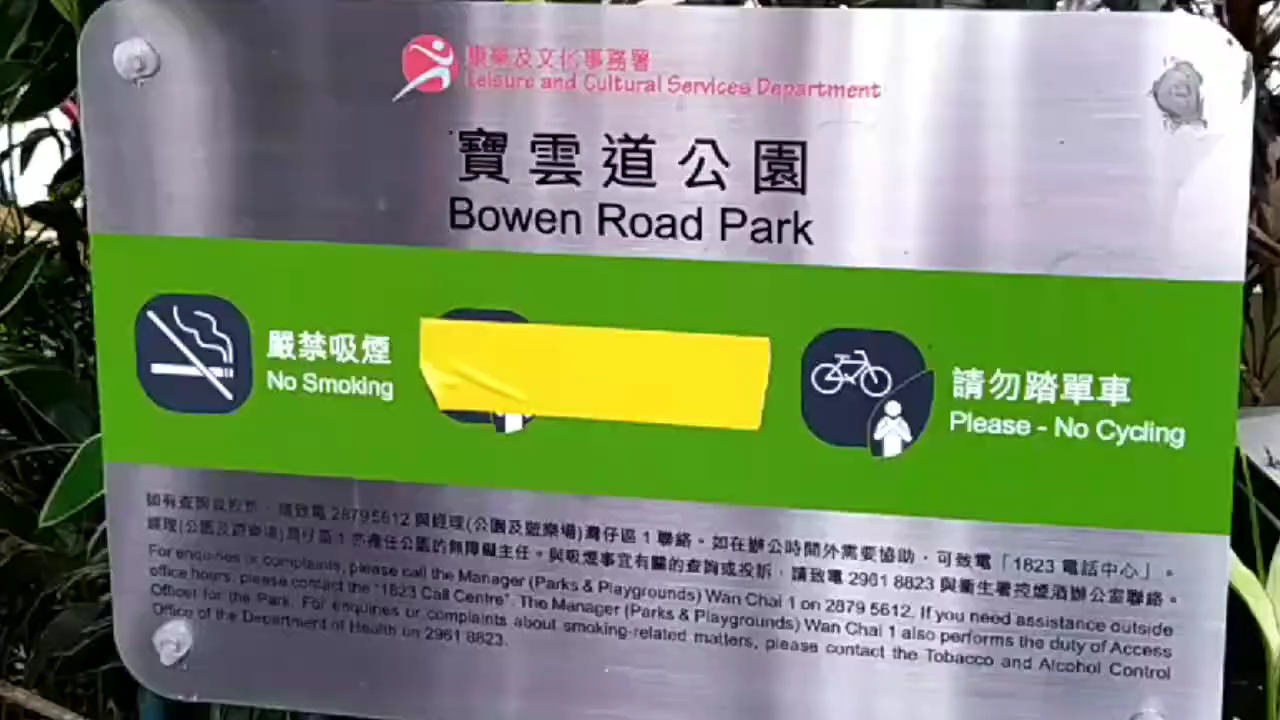 康樂及文化事務署
Leisure and Cultural Services Department
寶雲道公園
Bowen Road Park
嚴禁吸煙
No Smoking
請勿踏單車
Please - No Cycling
如有查詢或投訴，請致電 2879 5612 與經理(公園及遊樂場)灣仔區 1 聯絡。如在辦公時間外需要協助，可致電「1823 電話中心」。
經理(公園及遊樂場)灣仔區 1 亦擔任公園的無障礙主任。與吸煙事宜有關的查詢或投訴，請致電 2961 8823 與衞生署控煙酒辦公室聯絡。
For enquiries or complaints, please call the Manager (Parks & Playgrounds) Wan Chai 1 on 2879 5612. If you need assistance outside
office hours, please contact the "1823 Call Centre". The Manager (Parks & Playgrounds) Wan Chai 1 also performs the duty of Access
Officer for the Park. For enquiries or complaints about smoking-related matters, please contact the Tobacco and Alcohol Control
Office of the Department of Health on 2961 8823.